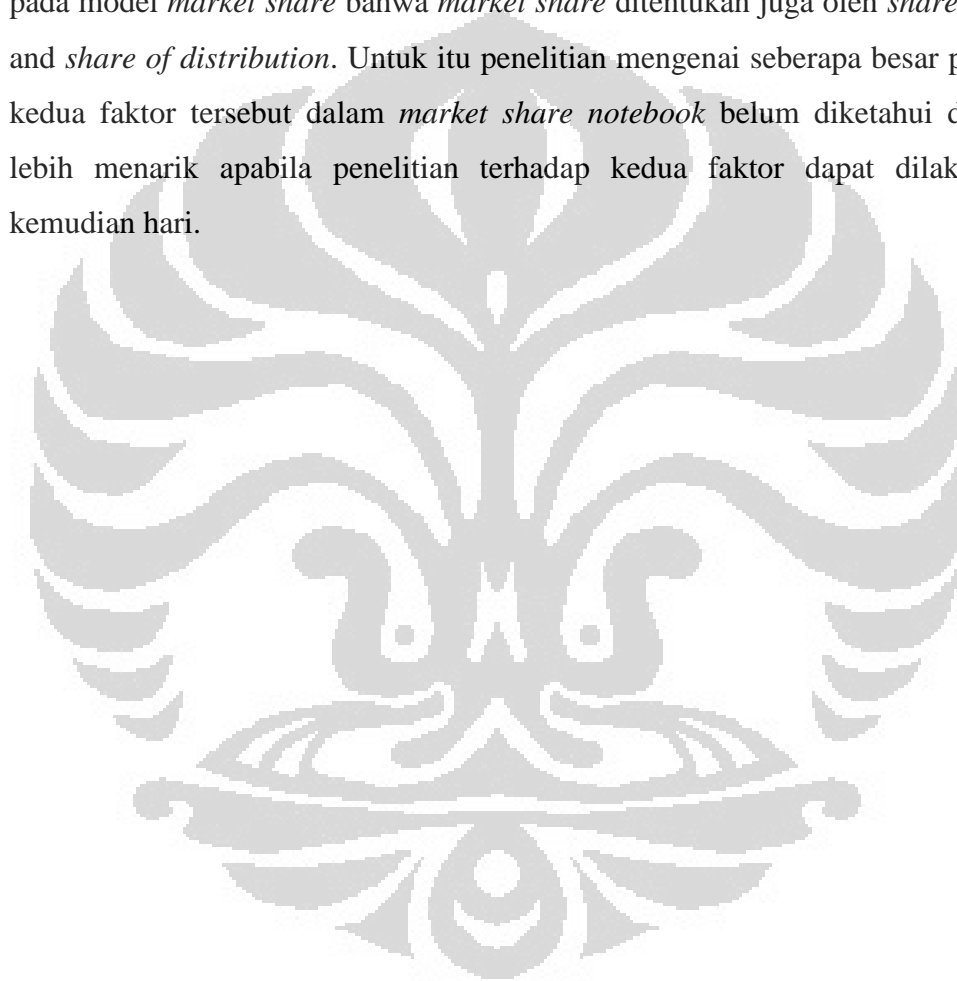 pada model market share bahwa market share ditentukan juga oleh share
and share of distribution. Untuk itu penelitian mengenai seberapa besar p
kedua faktor tersebut dalam market share notebook belum diketahui d
lebih menarik apabila penelitian terhadap kedua faktor dapat dilak
kemudian hari.